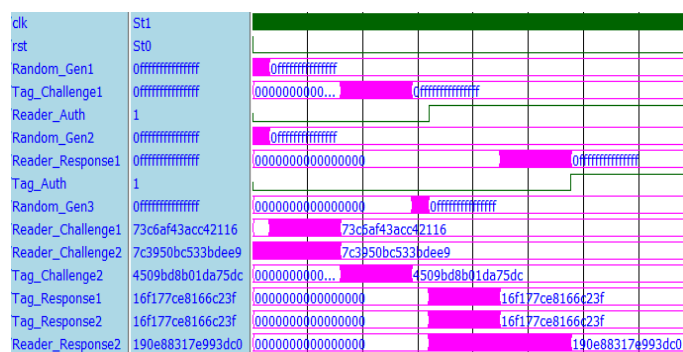 clk St1
rst St0
Random_Gen1 0fffffffffffffff 0fffffffffffffff
Tag_Challenge1 0fffffffffffffff 0000000000... 0fffffffffffffff
Reader_Auth 1
Random_Gen2 0fffffffffffffff 0fffffffffffffff
Reader_Response1 0fffffffffffffff 0000000000000000 0fffffffffffffff
Tag_Auth 1
Random_Gen3 0fffffffffffffff 0000000000000000 0fffffffffffffff
Reader_Challenge1 73c6af43acc42116 73c6af43acc42116
Reader_Challenge2 7c3950bc533bdee9 7c3950bc533bdee9
Tag_Challenge2 4509bd8b01da75dc 0000000000... 4509bd8b01da75dc
Tag_Response1 16f177ce8166c23f 0000000000000000 16f177ce8166c23f
Tag_Response2 16f177ce8166c23f 0000000000000000 16f177ce8166c23f
Reader_Response2 190e88317e993dc0 0000000000000000 190e88317e993dc0